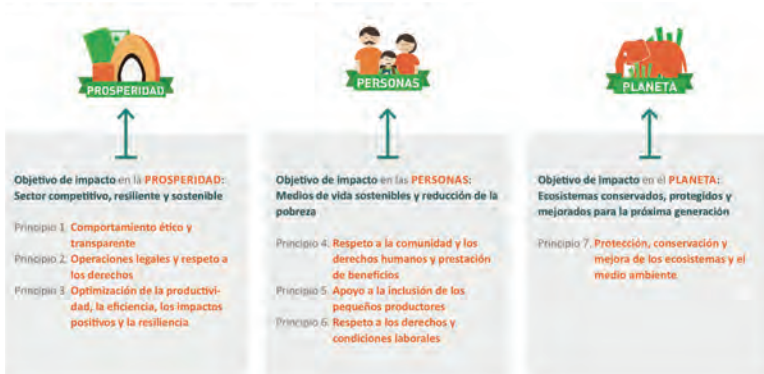 PROSPERIDAD
PERSONAS
PLANETA
Objetivo de impacto en la PROSPERIDAD:
Sector competitivo, resiliente y sostenible
Principio 1. Comportamiento ético y
transparente
Principio 2. Operaciones legales y respeto a
los derechos
Principio 3. Optimización de la productivi-
dad, la eficiencia, los impactos
positivos y la resiliencia
Objetivo de impacto en las PERSONAS:
Medios de vida sostenibles y reducción de la
pobreza
Principio 4. Respeto a la comunidad y los
derechos humanos y prestación
de beneficios
Principio 5. Apoyo a la inclusión de los
pequeños productores
Principio 6. Respeto a los derechos y
condiciones laborales
Objetivo de impacto en el PLANETA:
Ecosistemas conservados, protegidos y
mejorados para la próxima generación
Principio 7. Protección, conservación y
mejora de los ecosistemas y el
medio ambiente